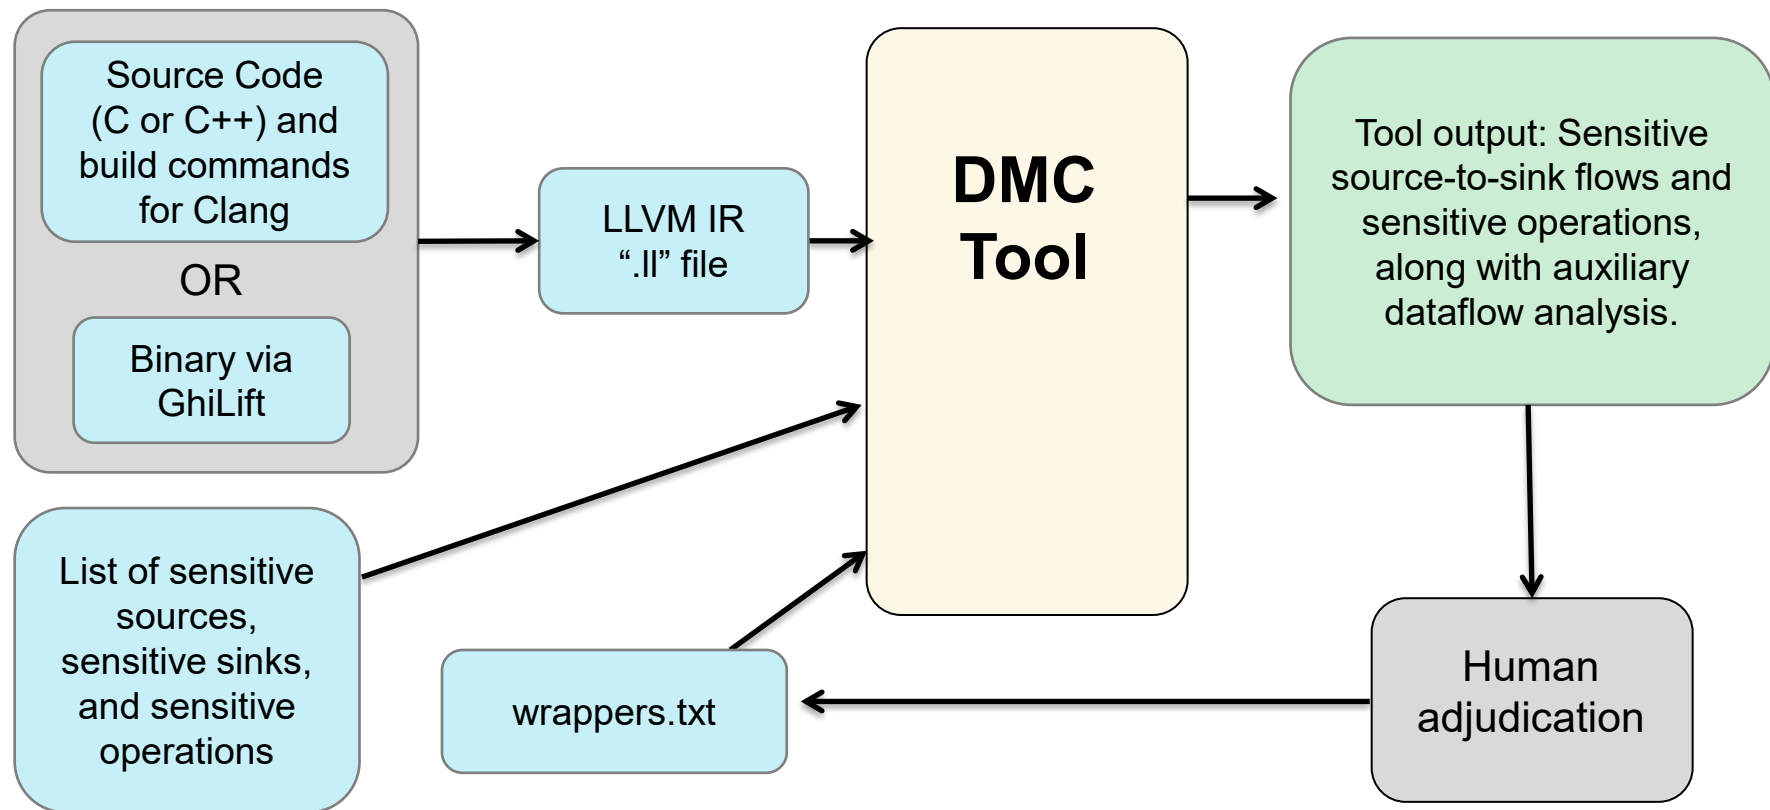 Source Code
(C or C++) and
build commands
for Clang
OR
Binary via
GhiLift
LLVM IR
“.ll” file
DMC
Tool
Tool output: Sensitive
source-to-sink flows and
sensitive operations,
along with auxiliary
dataflow analysis.
List of sensitive
sources,
sensitive sinks,
and sensitive
operations
wrappers.txt
Human
adjudication